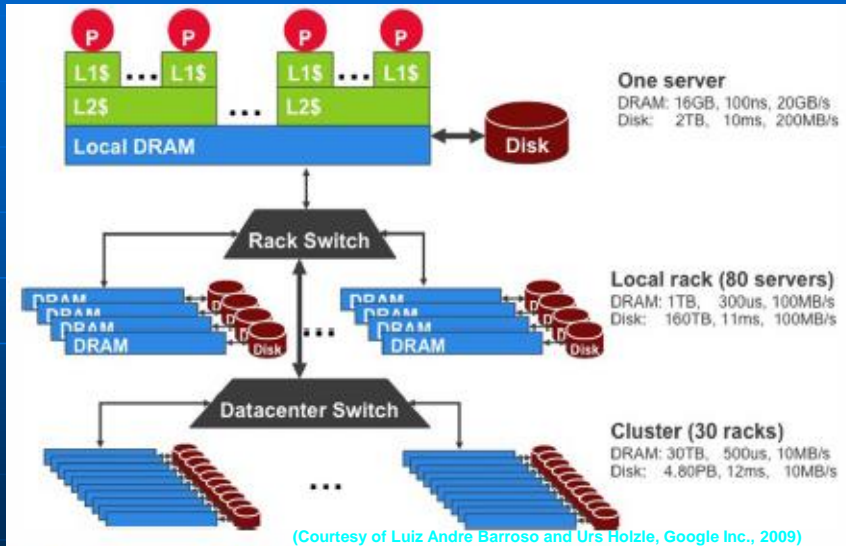 P P P P
L1$ ... L1$ L1$ ... L1$
L2$ ... L2$
Local DRAM
Disk
One server
DRAM: 16GB, 100ns, 20GB/s
Disk: 2TB, 10ms, 200MB/s
Rack Switch
DRAM D DRAM D
DRAM D DRAM D
DRAM D DRAM D
DRAM Disk ... DRAM Disk
Local rack (80 servers)
DRAM: 1TB, 300us, 100MB/s
Disk: 160TB, 11ms, 100MB/s
Datacenter Switch
...
Cluster (30 racks)
DRAM: 30TB, 500us, 10MB/s
Disk: 4.80PB, 12ms, 10MB/s
(Courtesy of Luiz Andre Barroso and Urs Holzle, Google Inc., 2009)